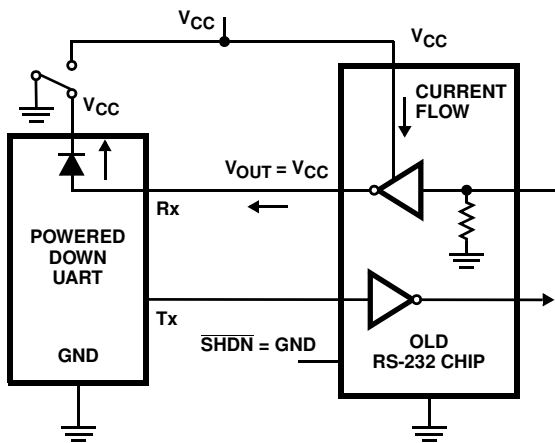 VCC
VCC
VCC
CURRENT
FLOW
VOUT = VCC
Rx
POWERED
DOWN
UART
Tx
GND
SHDN = GND
OLD
RS-232 CHIP